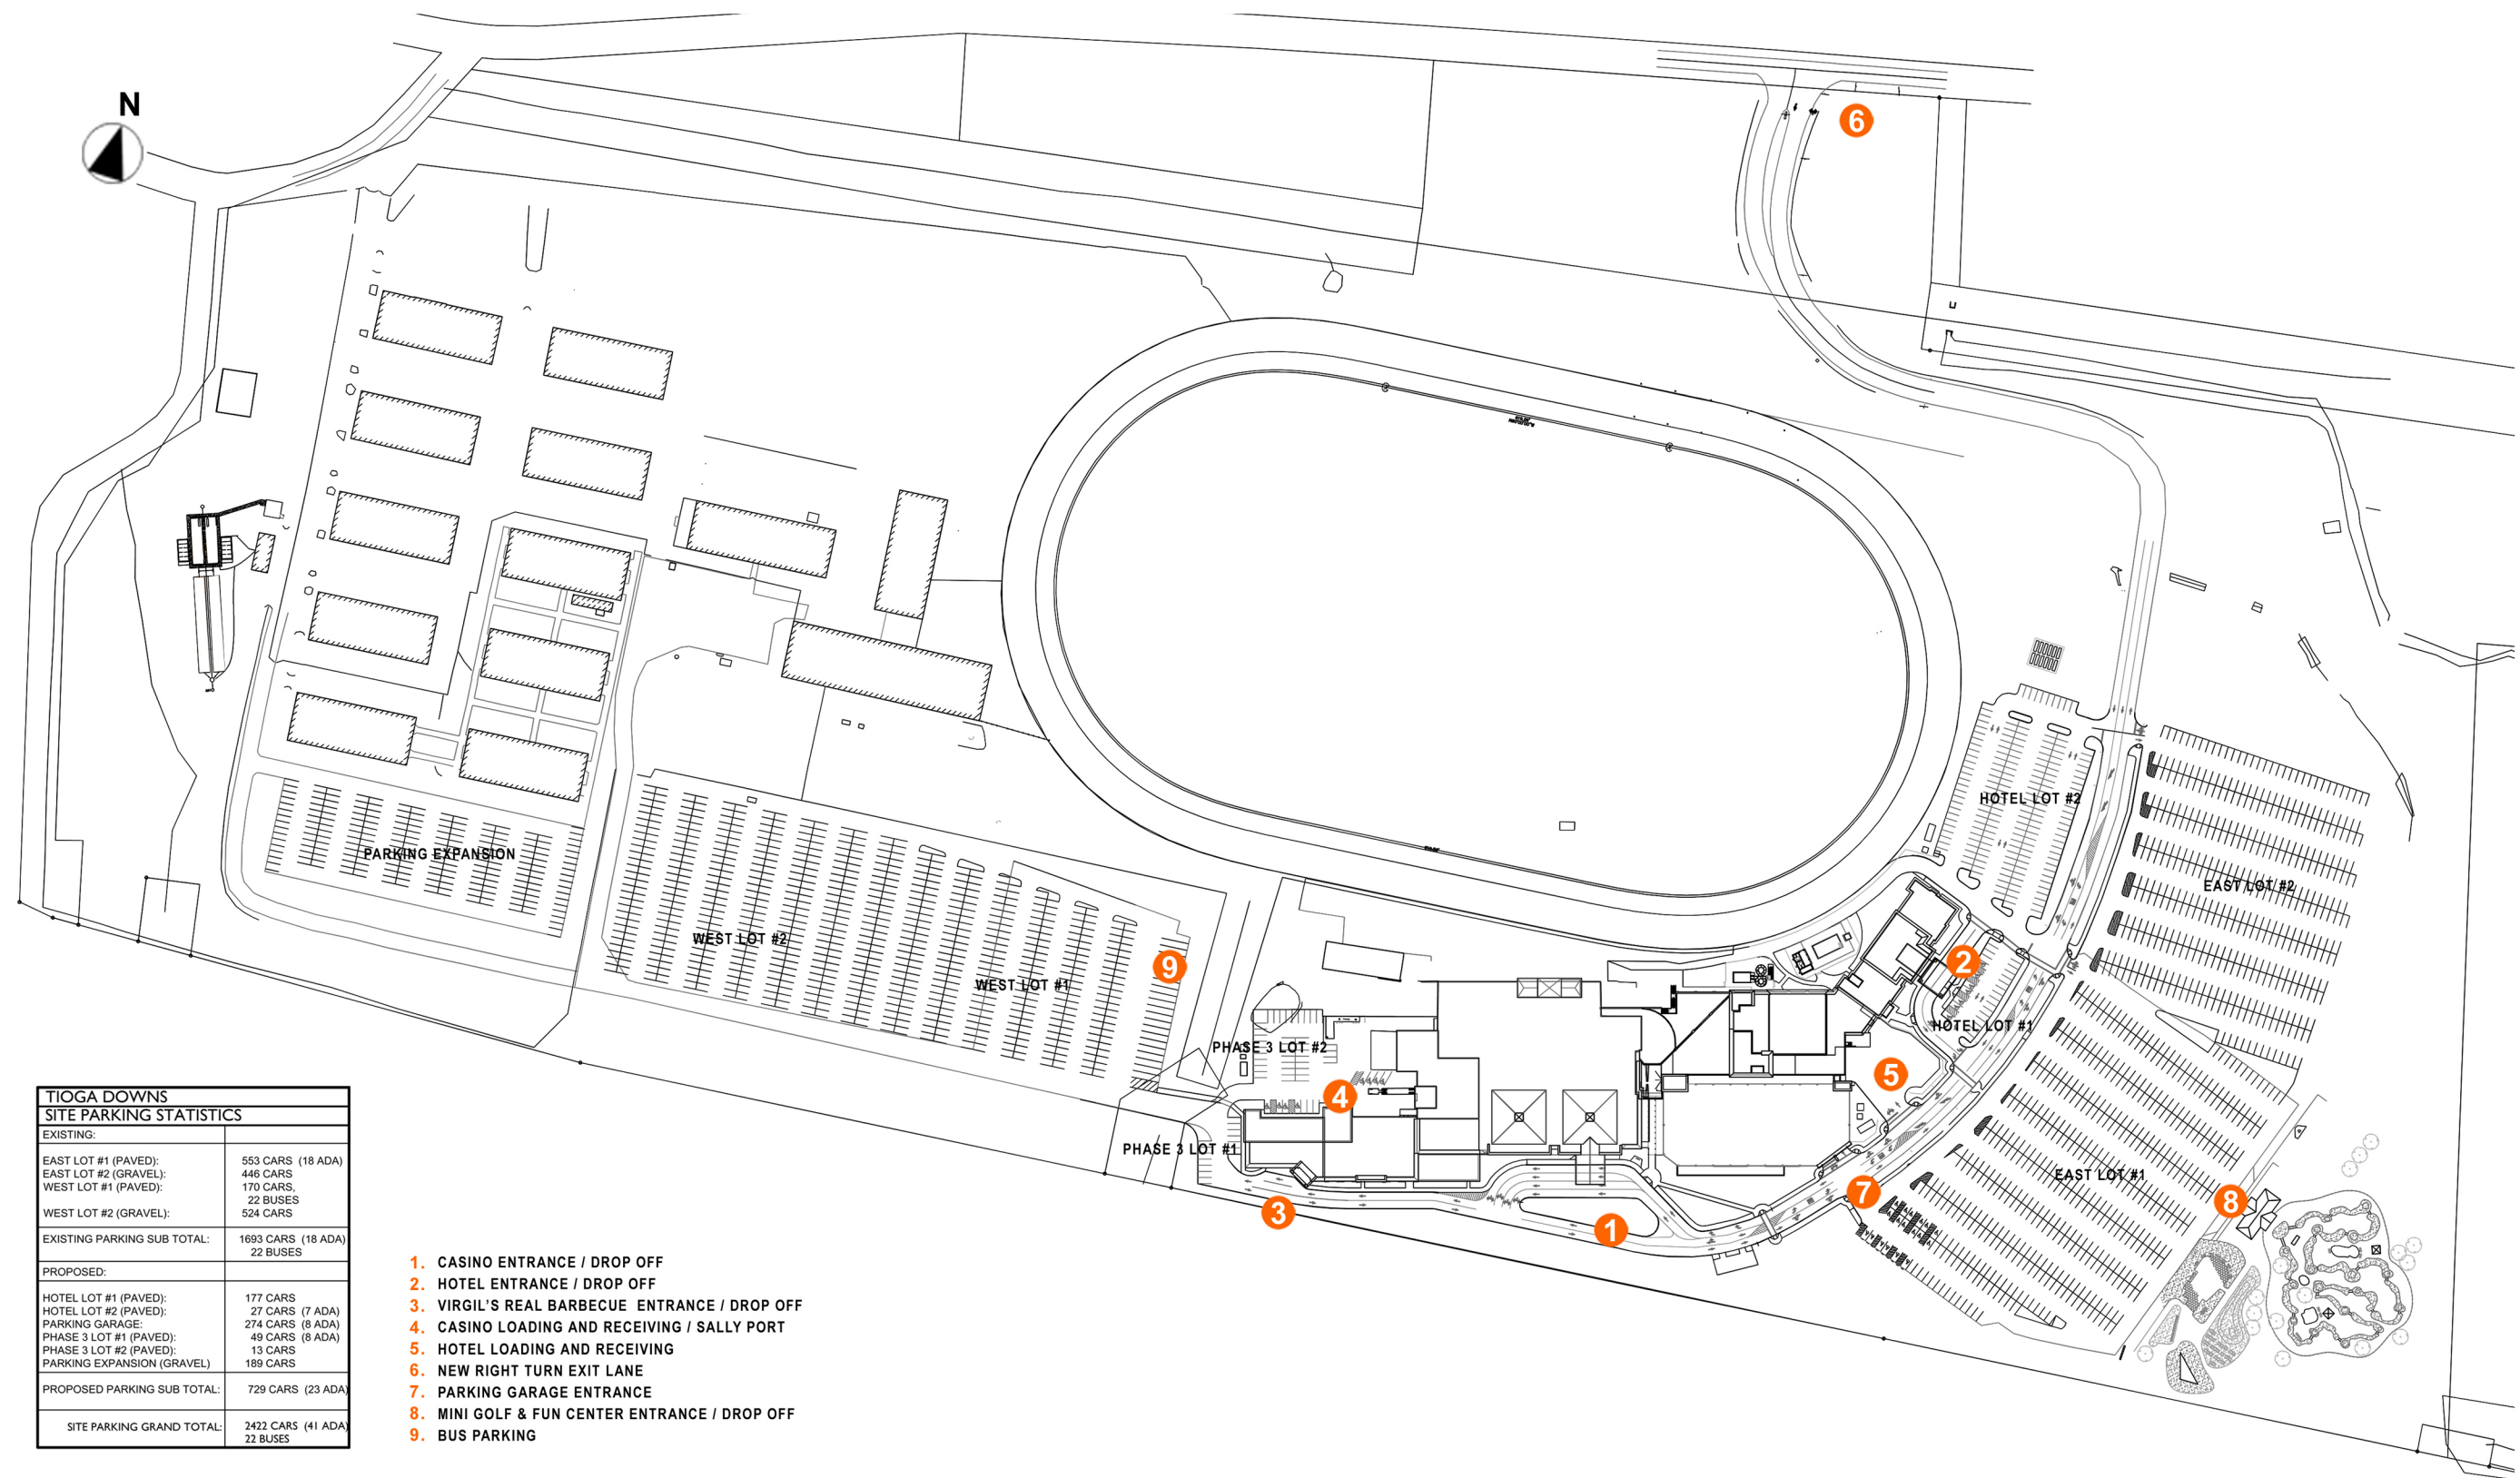 N
6
HOTEL LOT #2
EAST LOT #2
PARKING EXPANSION
WEST LOT #2
9
WEST LOT #1
2
HOTEL LOT #1
PHASE 3 LOT #2
5
4
PHASE 3 LOT #1
EAST LOT #1
7
8
3
1
TIOGA DOWNS
SITE PARKING STATISTICS
EXISTING:
EAST LOT #1 (PAVED): 553 CARS (18 ADA)
EAST LOT #2 (GRAVEL): 446 CARS
WEST LOT #1 (PAVED): 170 CARS,
22 BUSES
WEST LOT #2 (GRAVEL): 524 CARS
EXISTING PARKING SUB TOTAL: 1693 CARS (18 ADA)
22 BUSES
PROPOSED:
HOTEL LOT #1 (PAVED): 177 CARS
HOTEL LOT #2 (PAVED): 27 CARS (7 ADA)
PARKING GARAGE: 274 CARS (8 ADA)
PHASE 3 LOT #1 (PAVED): 49 CARS (8 ADA)
PHASE 3 LOT #2 (PAVED): 13 CARS
PARKING EXPANSION (GRAVEL) 189 CARS
PROPOSED PARKING SUB TOTAL: 729 CARS (23 ADA)
SITE PARKING GRAND TOTAL: 2422 CARS (41 ADA)
22 BUSES
1. CASINO ENTRANCE / DROP OFF
2. HOTEL ENTRANCE / DROP OFF
3. VIRGIL'S REAL BARBECUE ENTRANCE / DROP OFF
4. CASINO LOADING AND RECEIVING / SALLY PORT
5. HOTEL LOADING AND RECEIVING
6. NEW RIGHT TURN EXIT LANE
7. PARKING GARAGE ENTRANCE
8. MINI GOLF & FUN CENTER ENTRANCE / DROP OFF
9. BUS PARKING